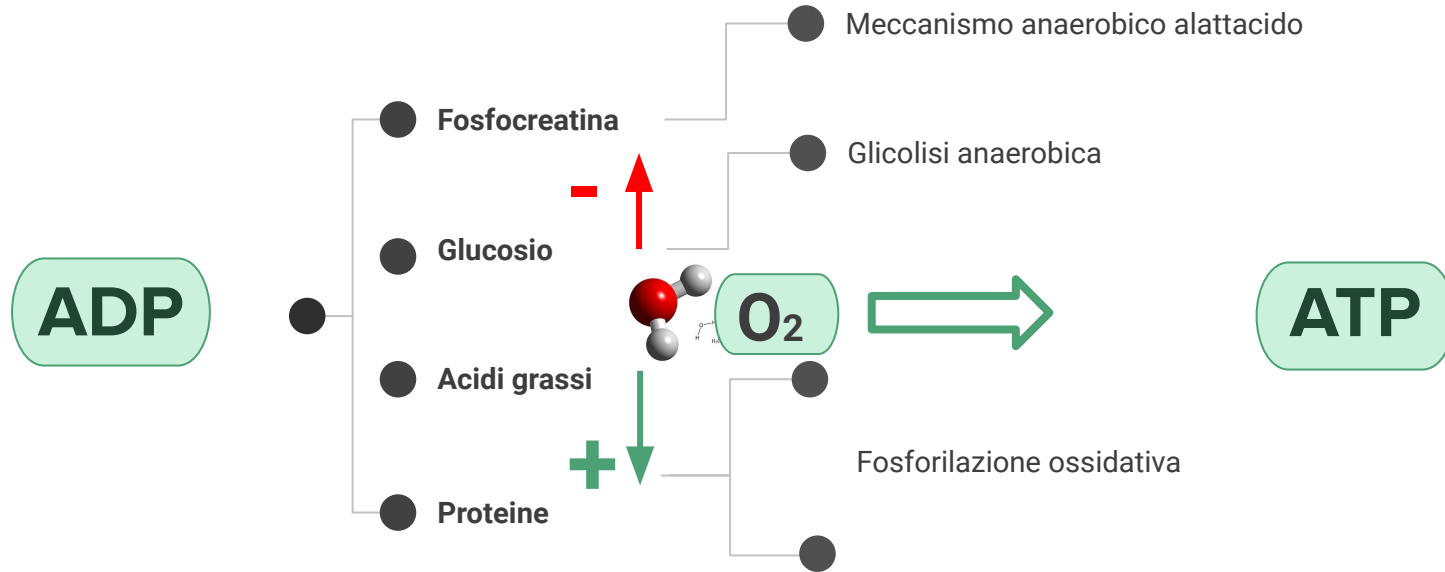 Meccanismo anaerobico alattacido
Fosfocreatina
Glicolisi anaerobica
-
Glucosio
ADP
O2
ATP
Acidi grassi
+
Fosforilazione ossidativa
Proteine